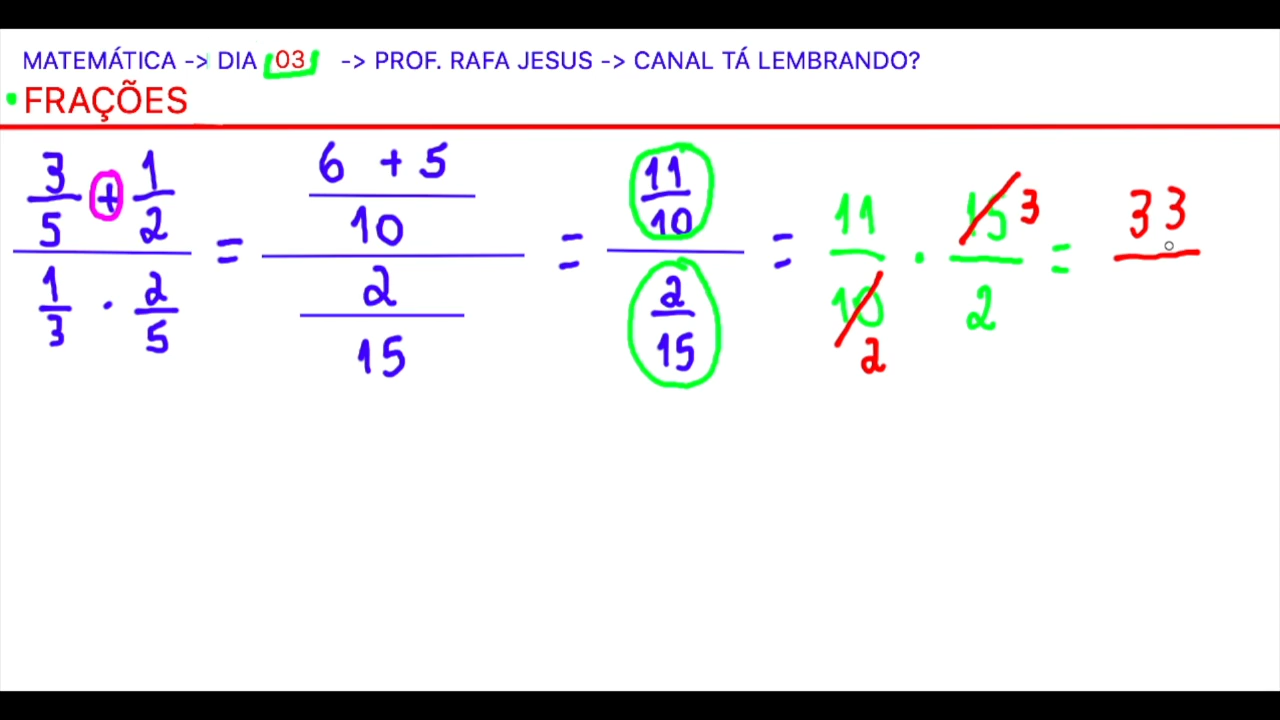 MATEMÁTICA -> DIA 03 -> PROF. RAFA JESUS -> CANAL TÁ LEMBRANDO?
• FRAÇÕES
3/5 + 1/2 6 + 5 11
10 10 11/10 · 15/2 3 33
= = = =
1/3 · 2/5 2 2 2
15 15